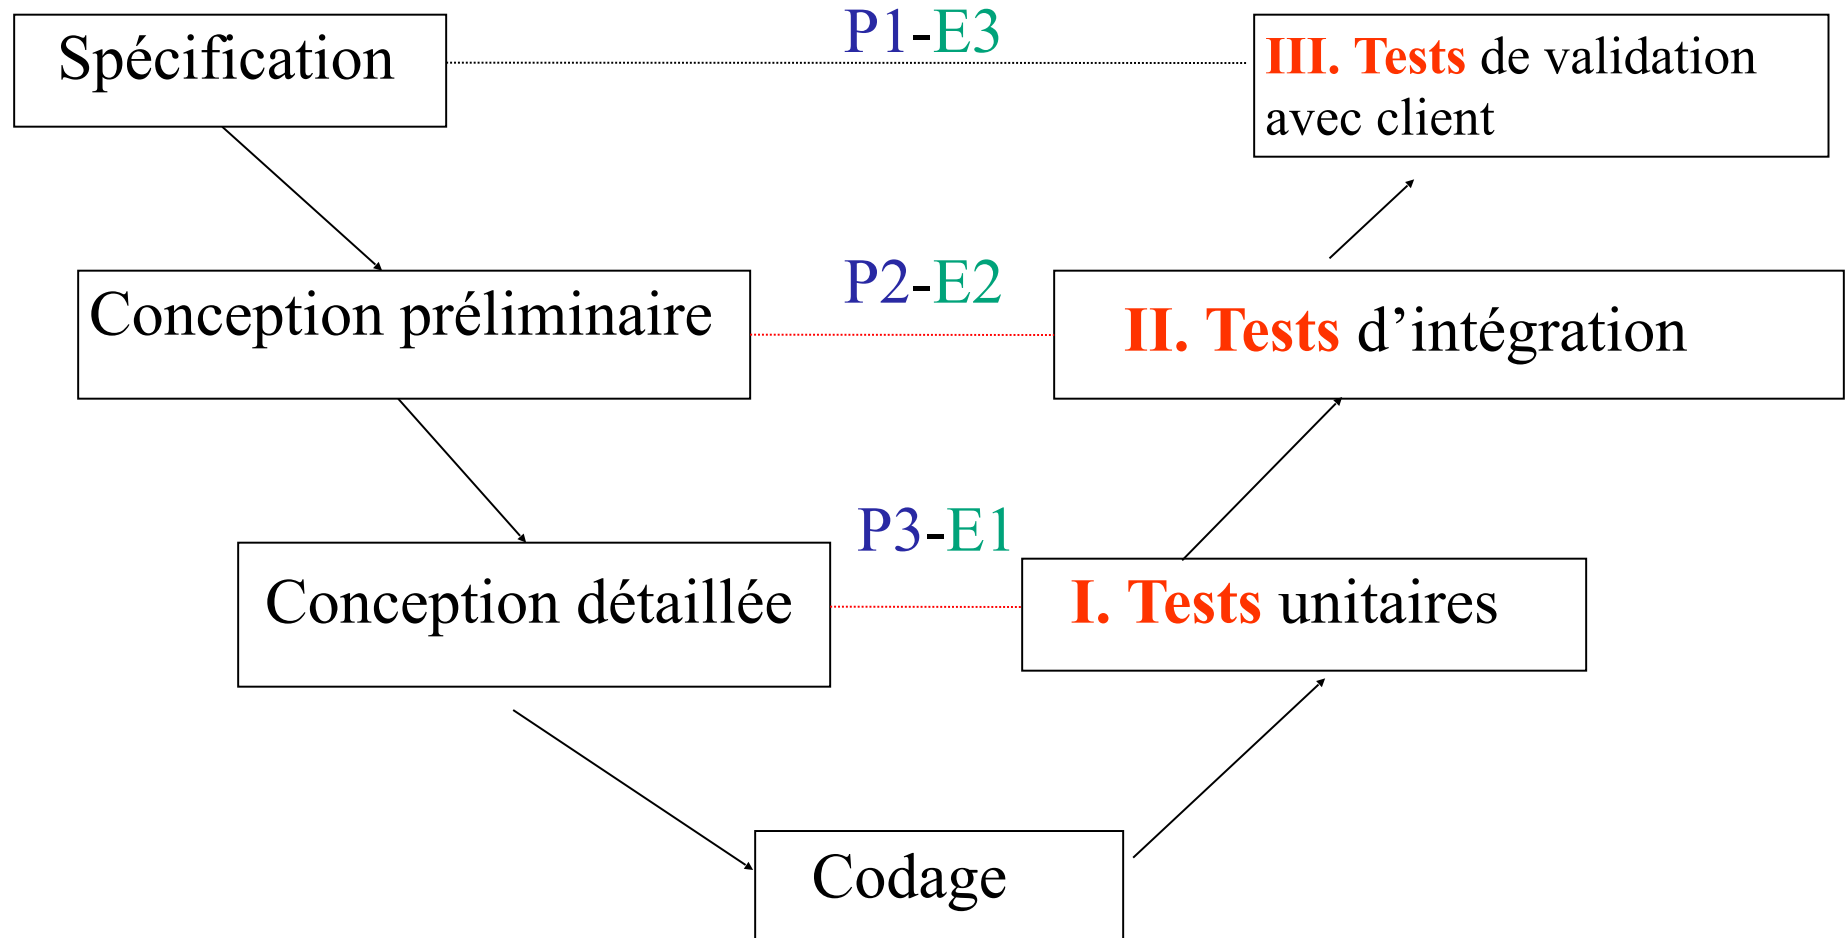 Spécification
P1-E3
III. Tests de validation
avec client
Conception préliminaire
P2-E2
II. Tests d’intégration
Conception détaillée
P3-E1
I. Tests unitaires
Codage